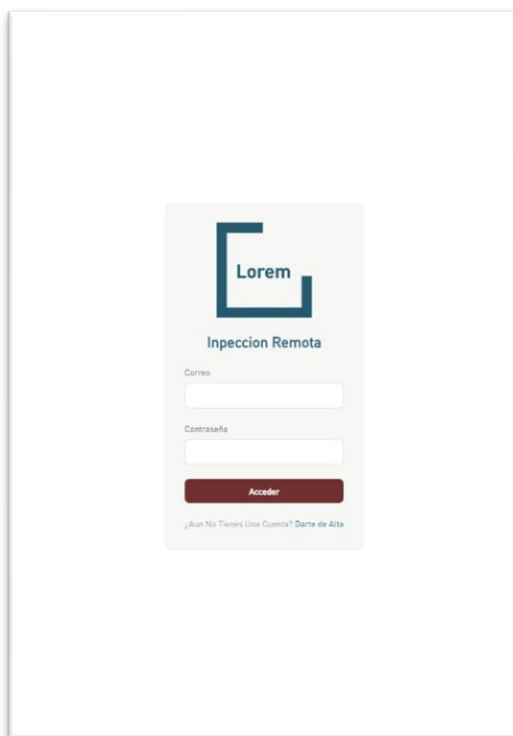 Lorem
Inpeccion Remota
Correo
Contraseña
Acceder
¿Aun No Tienes Una Cuenta? Darte de Alta